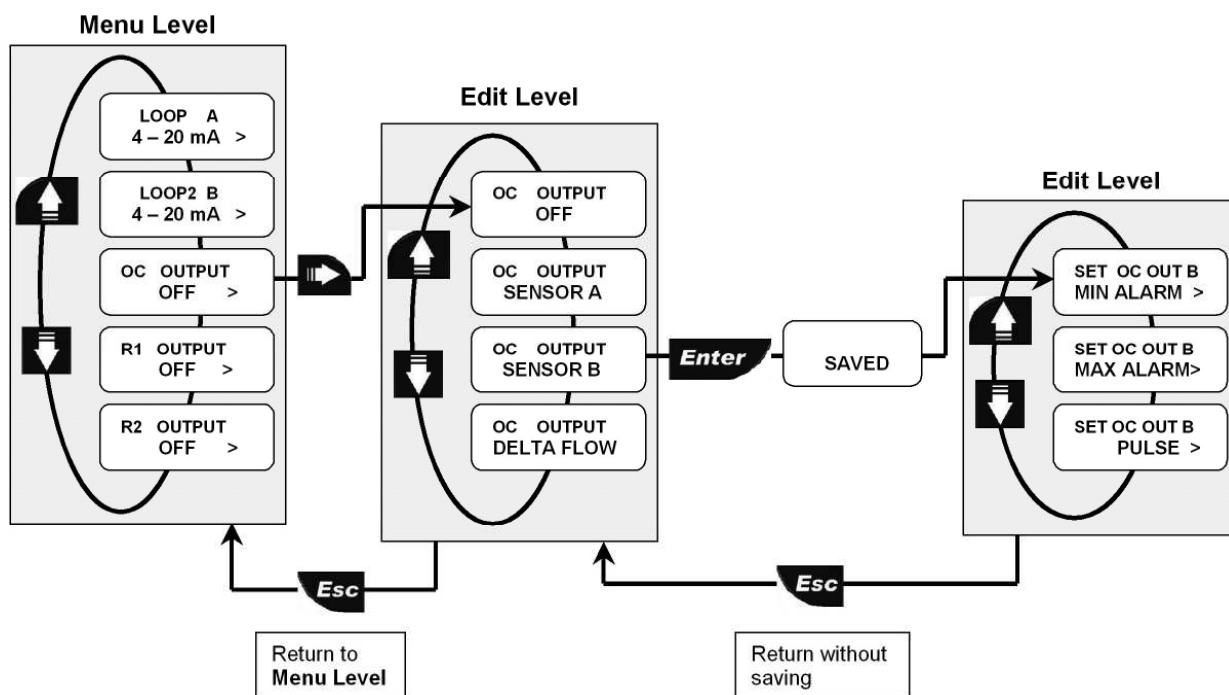 Menu Level
LOOP A
4 – 20 mA >
LOOP2 B
4 – 20 mA >
OC OUTPUT
OFF >
R1 OUTPUT
OFF >
R2 OUTPUT
OFF >
Edit Level
OC OUTPUT
OFF
OC OUTPUT
SENSOR A
OC OUTPUT
SENSOR B
OC OUTPUT
DELTA FLOW
Enter
SAVED
Edit Level
SET OC OUT B
MIN ALARM >
SET OC OUT B
MAX ALARM>
SET OC OUT B
PULSE >
Esc
Return to
Menu Level
Esc
Return without
saving